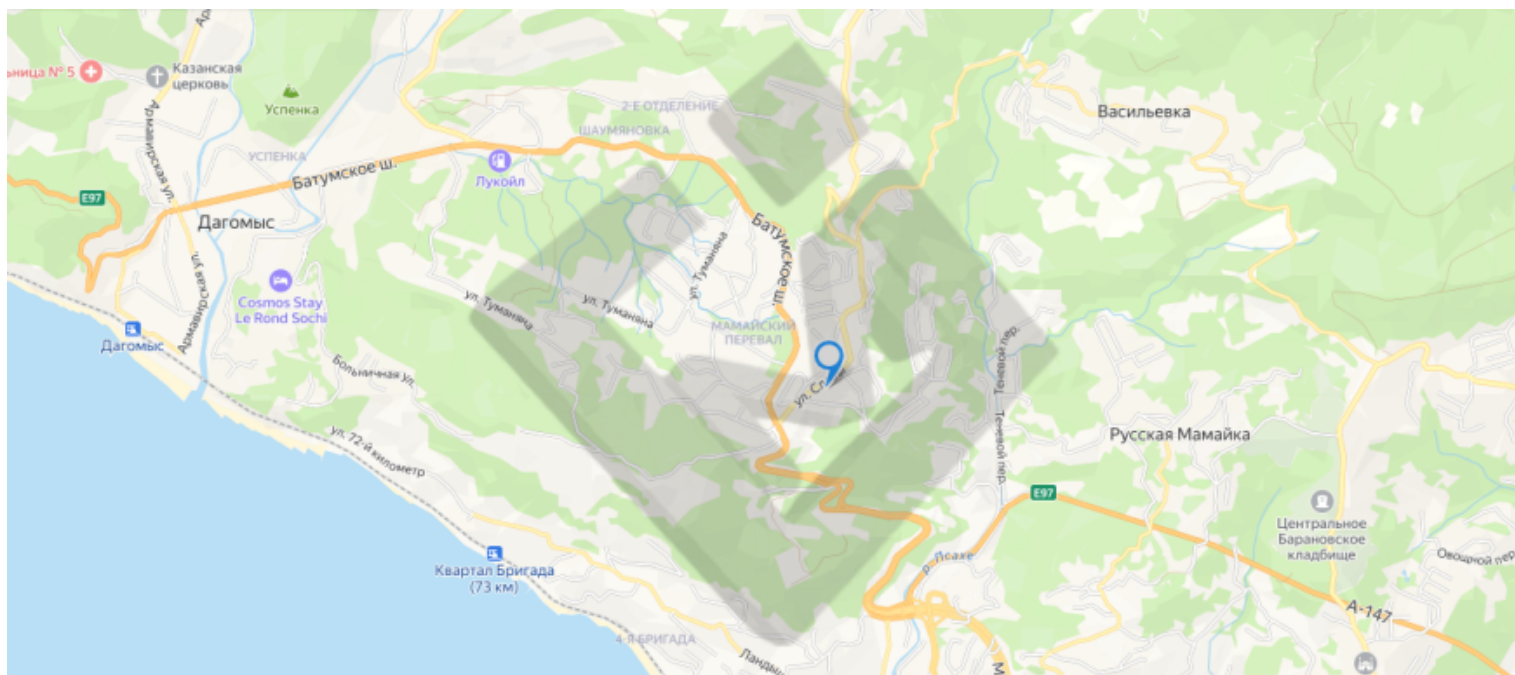 ьница № 5
Казанская
церковь
Успенка
УСПЕНКА
Армавирская ул.
Батумское ш.
Лукойл
2-Е ОТДЕЛЕНИЕ
ШАУМЯНОВКА
Васильевка
E97
Дагомыс
Армавирская ул.
Cosmos Stay
Le Rond Sochi
Дагомыс
ул. Туманяна
ул. Туманяна
ул. Туманяна
Батумское ш.
МАМАЙСКИЙ
ПЕРЕВАЛ
Больничная ул.
ул. 72-й километр
Теневой пер.
Теневой пер.
Русская Мамайка
E97
Квартал Бригада
(73 км)
р. Псахе
Центральное
Барановское
кладбище
Овощной пер
А-147
4-Я БРИГАДА